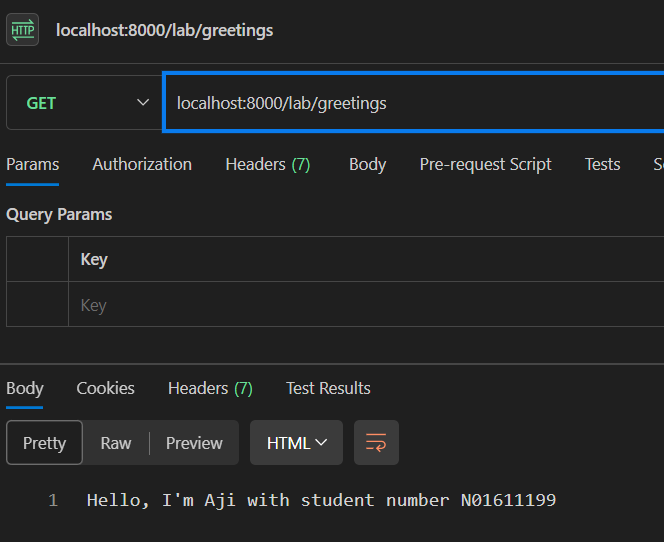 HTTP localhost:8000/lab/greetings
GET localhost:8000/lab/greetings
Params Authorization Headers (7) Body Pre-request Script Tests
Query Params
Key
Key
Body Cookies Headers (7) Test Results
Pretty Raw Preview HTML
1 Hello, I'm Aji with student number N01611199